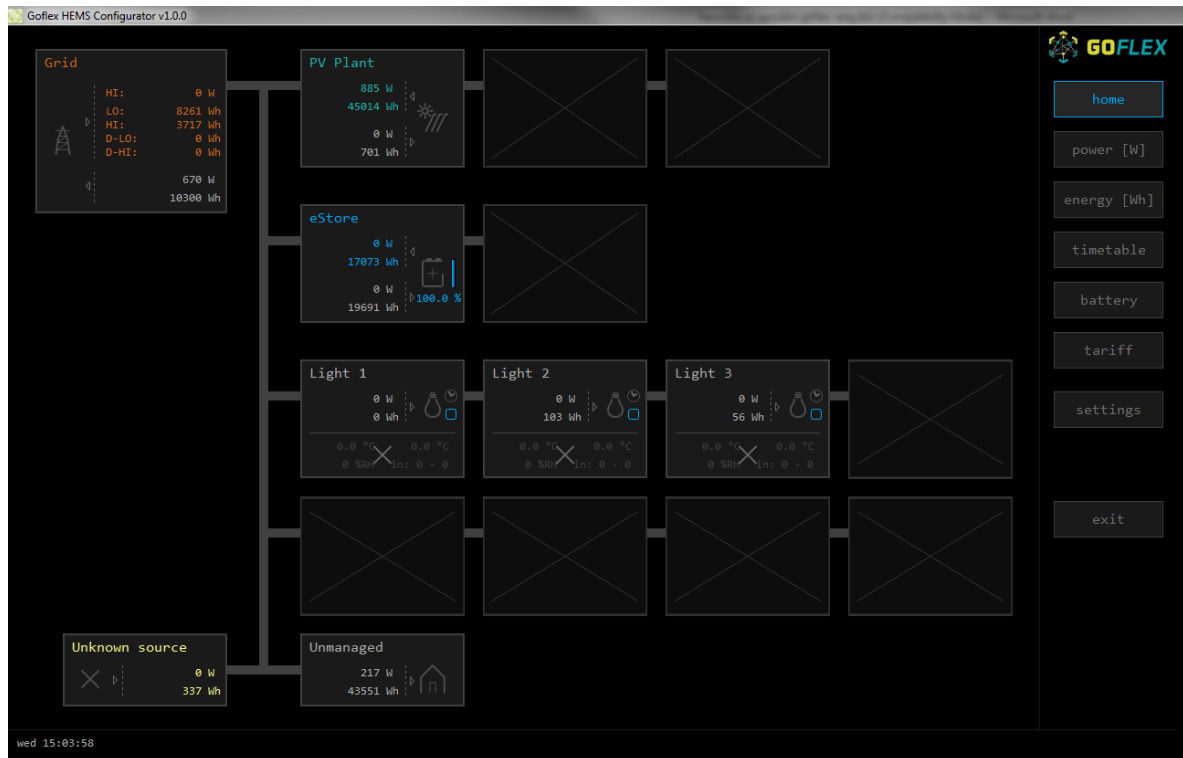 Goflex HEMS Configurator v1.0.0
GOFLEX
Grid
HI: 0 W
LO: 8261 Wh
HI: 3717 Wh
D-LO: 0 Wh
D-HI: 0 Wh
670 W
10300 Wh
PV Plant
885 W
45014 Wh
0 W
701 Wh
eStore
0 W
17073 Wh
0 W
100.0 %
19691 Wh
Light 1
0 W
0 Wh
0.0 °C 0.0 °C
0 %RH in: 0 - 0
Light 2
0 W
103 Wh
0.0 °C 0.0 °C
0 %RH in: 0 - 0
Light 3
0 W
56 Wh
0.0 °C 0.0 °C
0 %RH in: 0 - 0
Unknown source
0 W
337 Wh
Unmanaged
217 W
43551 Wh
home
power [W]
energy [Wh]
timetable
battery
tariff
settings
exit
wed 15:03:58